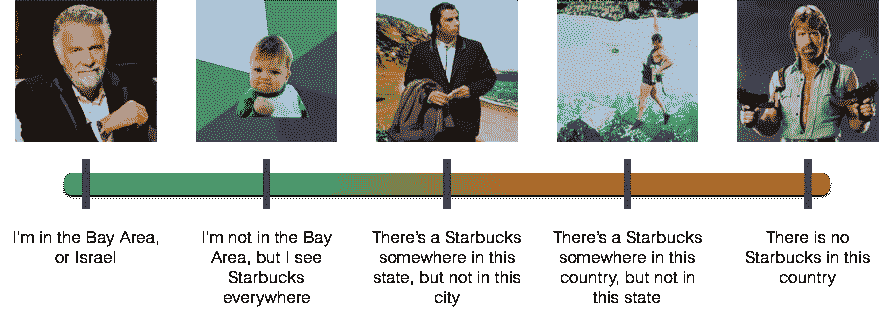 I'm in the Bay Area,
or Israel
I'm not in the Bay
Area, but I see
Starbucks
everywhere
There's a Starbucks
somewhere in this
state, but not in this
city
There's a Starbucks
somewhere in this
country, but not in
this state
There is no
Starbucks in this
country